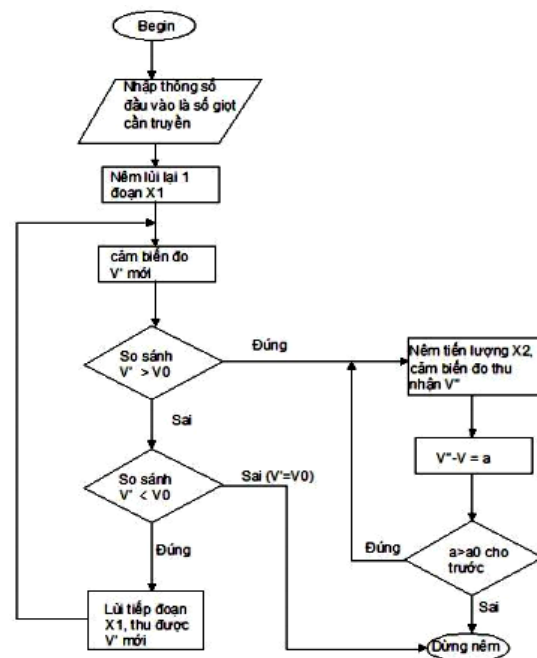 Begin
Nhập thông số
đầu vào là số giọt
cần truyền
Nêm lùi lại 1
đoạn X1
cảm biến đo
V' mới
So sánh
V' > V0
Đúng
Nêm tiến lượng X2,
cảm biến đo thu
nhận V"
Sai
V"-V = a
So sánh
V' < V0
Sai (V'=V0)
Đúng
a>a0 cho
trước
Đúng
Sai
Lùi tiếp đoạn
X1, thu được
V' mới
Dừng nêm